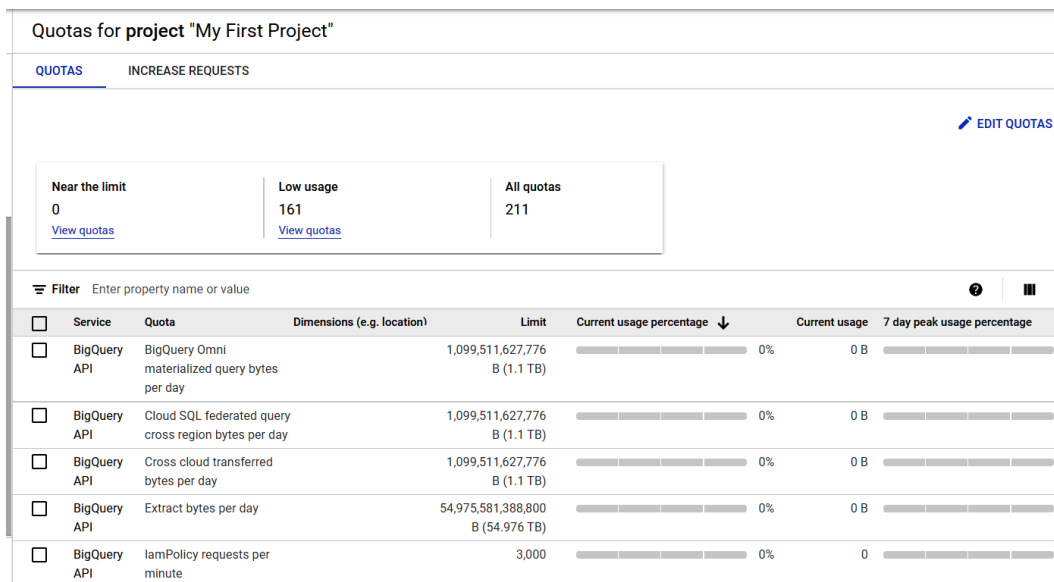 Quotas for project "My First Project"
QUOTAS INCREASE REQUESTS
EDIT QUOTAS
Near the limit Low usage All quotas
0 161 211
View quotas View quotas
Filter Enter property name or value
Service Quota Dimensions (e.g. location) Limit Current usage percentage Current usage 7 day peak usage percentage
BigQuery BigQuery Omni 1,099,511,627,776 0% 0 B
API materialized query bytes B (1.1 TB)
per day
BigQuery Cloud SQL federated query 1,099,511,627,776 0% 0 B
API cross region bytes per day B (1.1 TB)
BigQuery Cross cloud transferred 1,099,511,627,776 0% 0 B
API bytes per day B (1.1 TB)
BigQuery Extract bytes per day 54,975,581,388,800 0% 0 B
API B (54.976 TB)
BigQuery IamPolicy requests per 3,000 0% 0
API minute